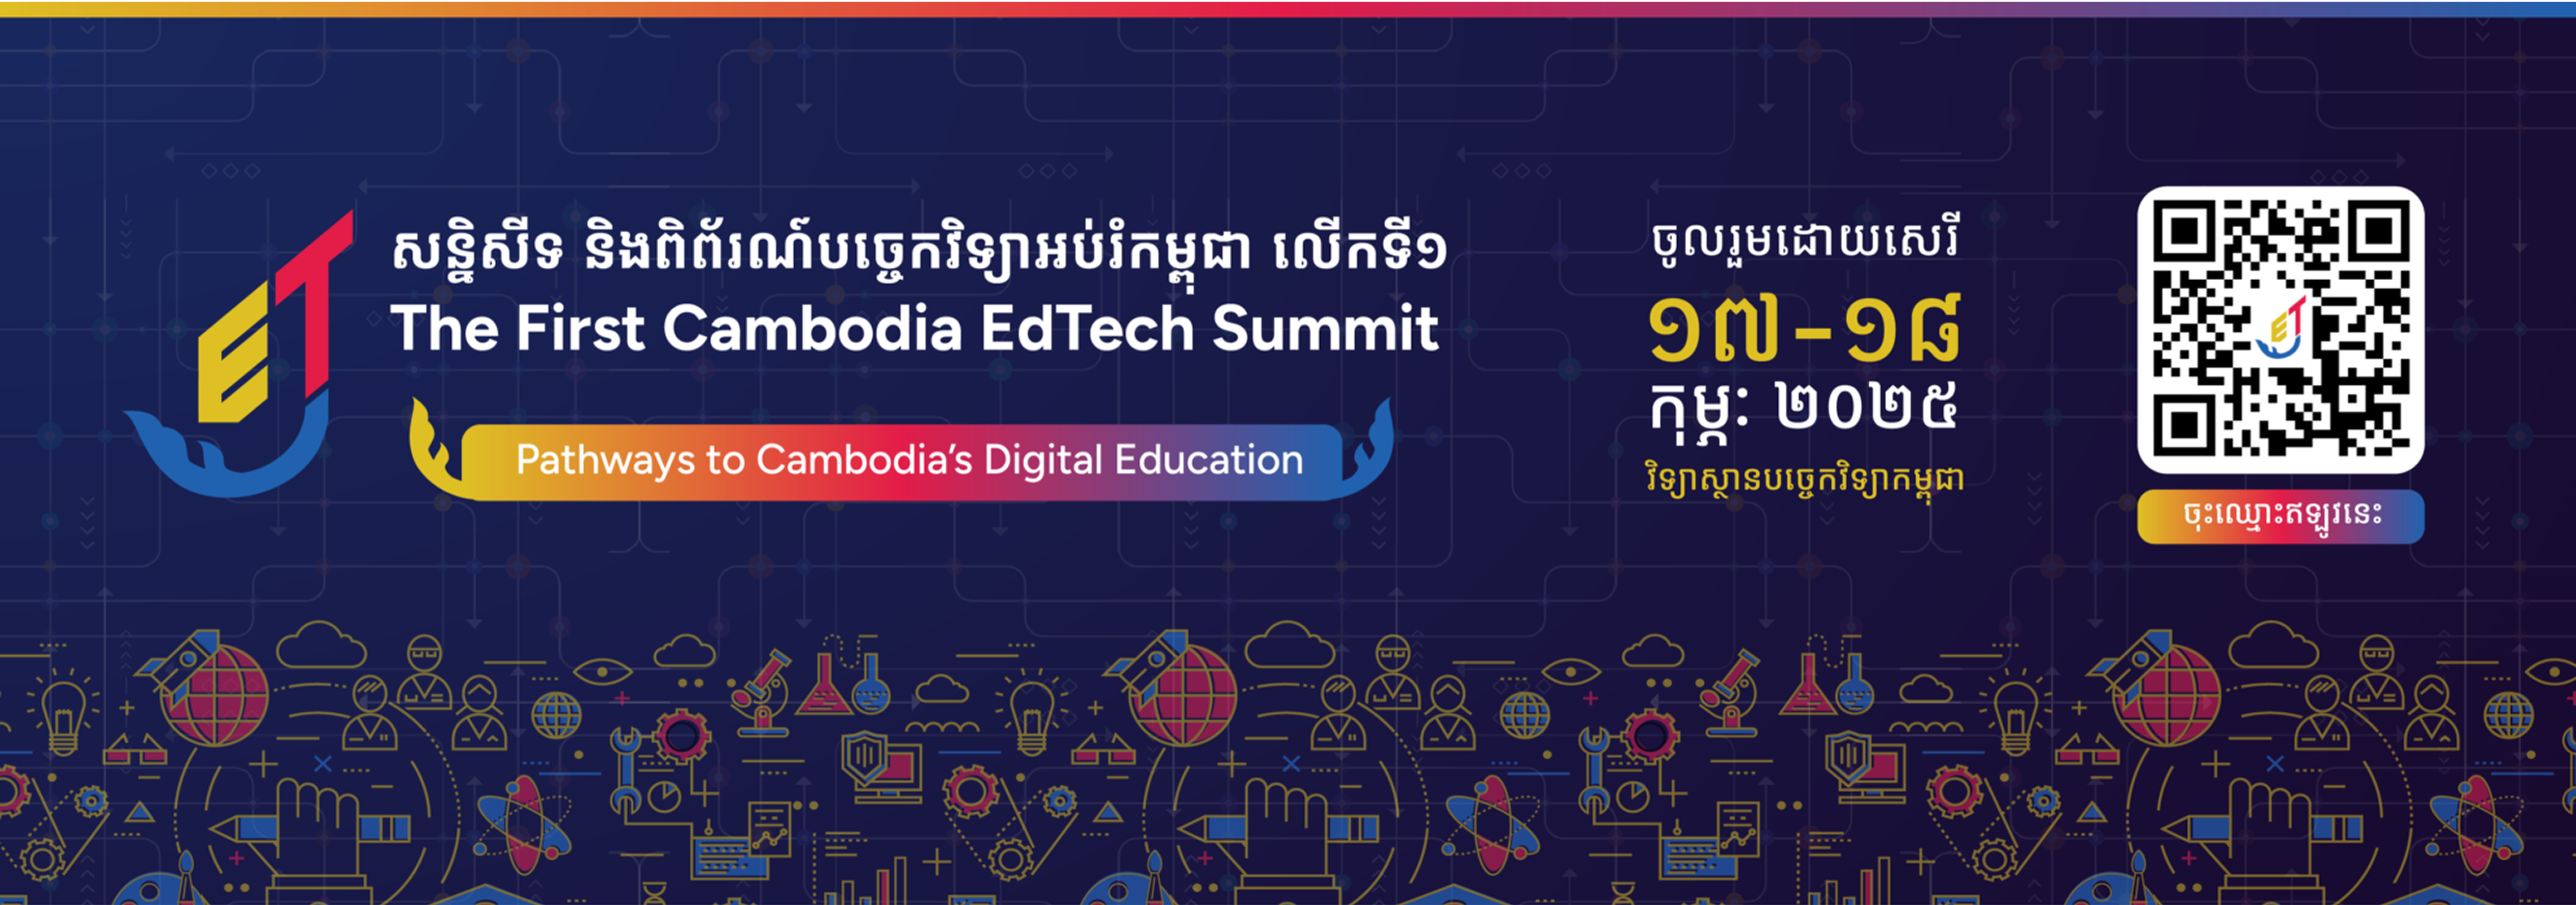 ET
សន្និសីទ និងពិព័រណ៍បច្ចេកវិទ្យាអប់រំកម្ពុជា លើកទី១
The First Cambodia EdTech Summit
Pathways to Cambodia’s Digital Education
ចូលរួមដោយសេរី
១៧-១៨
កុម្ភៈ ២០២៥
វិទ្យាស្ថានបច្ចេកវិទ្យាកម្ពុជា
ចុះឈ្មោះឥឡូវនេះ